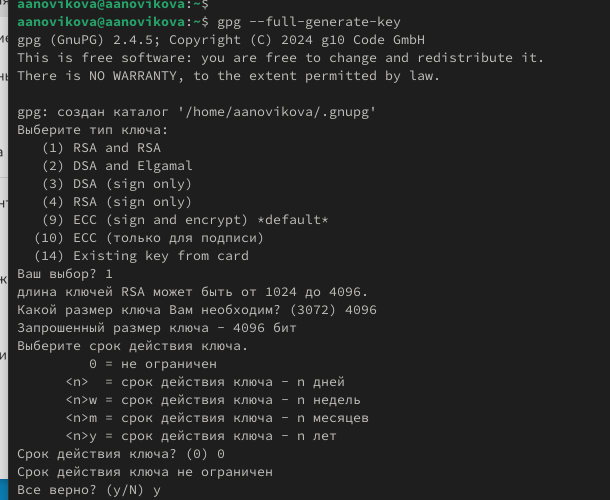 aanovikova@aanovikova:~$
aanovikova@aanovikova:~$ gpg --full-generate-key
gpg (GnuPG) 2.4.5; Copyright (C) 2024 g10 Code GmbH
This is free software: you are free to change and redistribute it.
There is NO WARRANTY, to the extent permitted by law.
gpg: создан каталог '/home/aanovikova/.gnupg'
Выберите тип ключа:
(1) RSA and RSA
(2) DSA and Elgamal
(3) DSA (sign only)
(4) RSA (sign only)
(9) ECC (sign and encrypt) *default*
(10) ECC (только для подписи)
(14) Existing key from card
Ваш выбор? 1
длина ключей RSA может быть от 1024 до 4096.
Какой размер ключа Вам необходим? (3072) 4096
Запрошенный размер ключа - 4096 бит
Выберите срок действия ключа.
0 = не ограничен
<n>  = срок действия ключа - n дней
<n>w = срок действия ключа - n недель
<n>m = срок действия ключа - n месяцев
<n>y = срок действия ключа - n лет
Срок действия ключа? (0) 0
Срок действия ключа не ограничен
Все верно? (y/N) y